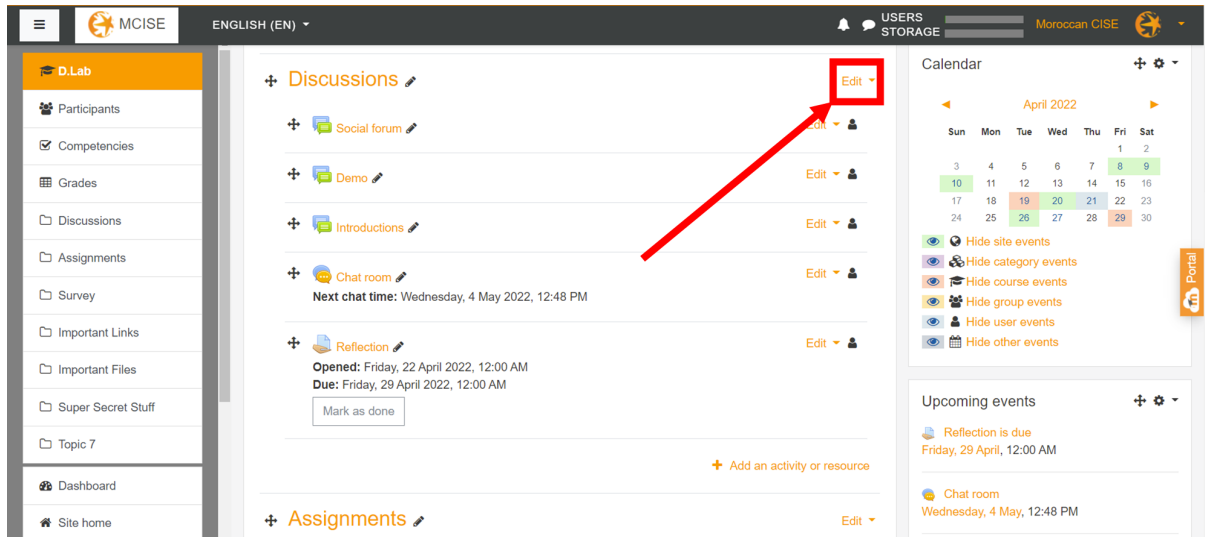 MCISE
ENGLISH (EN)
USERS
STORAGE
Moroccan CISE
D.Lab
Participants
Competencies
Grades
Discussions
Assignments
Survey
Important Links
Important Files
Super Secret Stuff
Topic 7
Dashboard
Site home
Discussions
Edit
Social forum
Edit
Demo
Edit
Introductions
Edit
Chat room
Edit
Next chat time: Wednesday, 4 May 2022, 12:48 PM
Reflection
Edit
Opened: Friday, 22 April 2022, 12:00 AM
Due: Friday, 29 April 2022, 12:00 AM
Mark as done
Add an activity or resource
Assignments
Edit
Calendar
April 2022
Sun Mon Tue Wed Thu Fri Sat
1 2
3 4 5 6 7 8 9
10 11 12 13 14 15 16
17 18 19 20 21 22 23
24 25 26 27 28 29 30
Hide site events
Hide category events
Hide course events
Hide group events
Hide user events
Hide other events
Upcoming events
Reflection is due
Friday, 29 April, 12:00 AM
Chat room
Wednesday, 4 May, 12:48 PM
m Portal